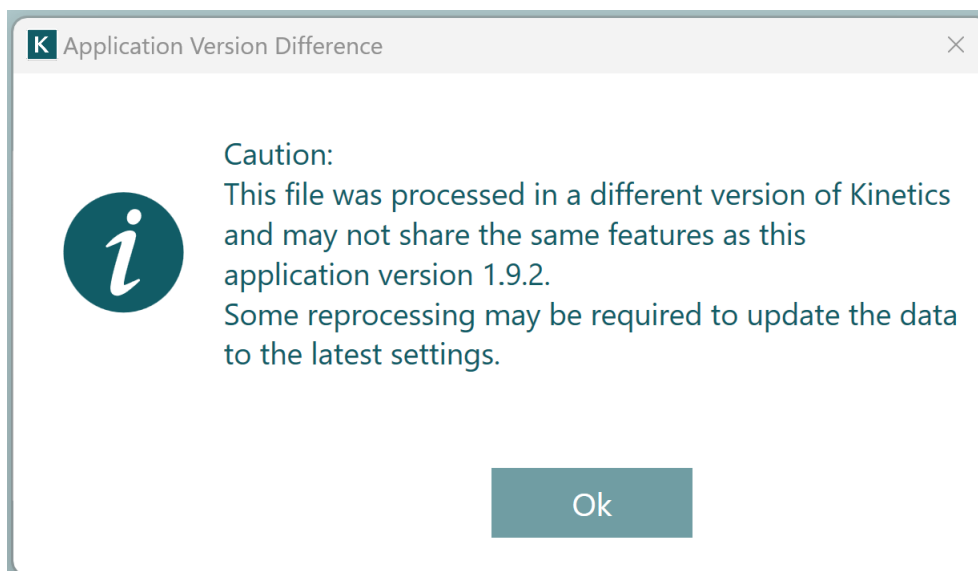 K Application Version Difference
Caution:
This file was processed in a different version of Kinetics
and may not share the same features as this
application version 1.9.2.
Some reprocessing may be required to update the data
to the latest settings.
Ok